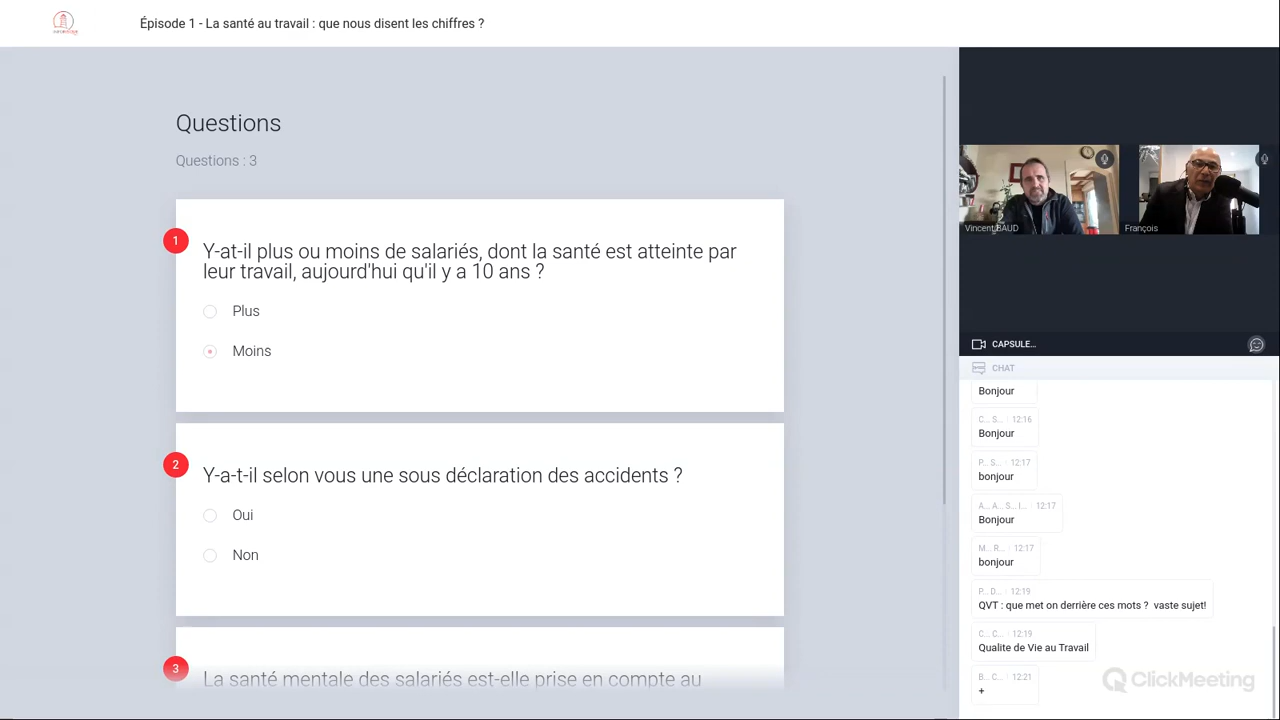 Épisode 1 - La santé au travail : que nous disent les chiffres ?
Questions
Questions : 3
1
Y-at-il plus ou moins de salariés, dont la santé est atteinte par
leur travail, aujourd'hui qu'il y a 10 ans ?
Plus
Moins
2
Y-a-t-il selon vous une sous déclaration des accidents ?
Oui
Non
3
La santé mentale des salariés est-elle prise en compte au
Vincent BAUD
François
CAPSULE...
CHAT
Bonjour
C... S... 12:16
Bonjour
P... S... 12:17
bonjour
A... A... S... I... 12:17
Bonjour
M... R... 12:17
bonjour
P... D... 12:19
QVT : que met on derrière ces mots ? vaste sujet!
C... C... 12:19
Qualite de Vie au Travail
B... C... 12:21
+
ClickMeeting